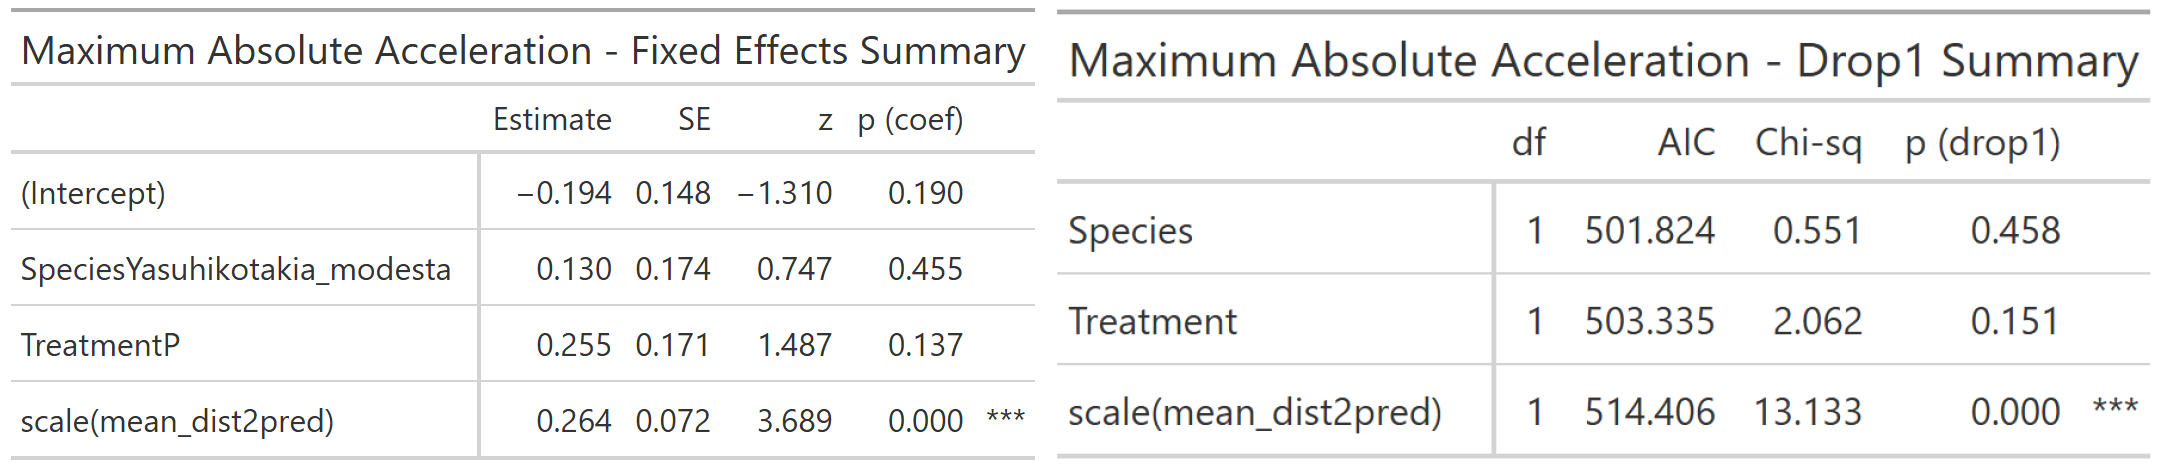 Maximum Absolute Acceleration - Fixed Effects Summary
Estimate SE z p (coef)
(Intercept) −0.194 0.148 −1.310 0.190
SpeciesYasuhikotakia_modesta 0.130 0.174 0.747 0.455
TreatmentP 0.255 0.171 1.487 0.137
scale(mean_dist2pred) 0.264 0.072 3.689 0.000 ***
Maximum Absolute Acceleration - Drop1 Summary
df AIC Chi-sq p (drop1)
Species 1 501.824 0.551 0.458
Treatment 1 503.335 2.062 0.151
scale(mean_dist2pred) 1 514.406 13.133 0.000 ***